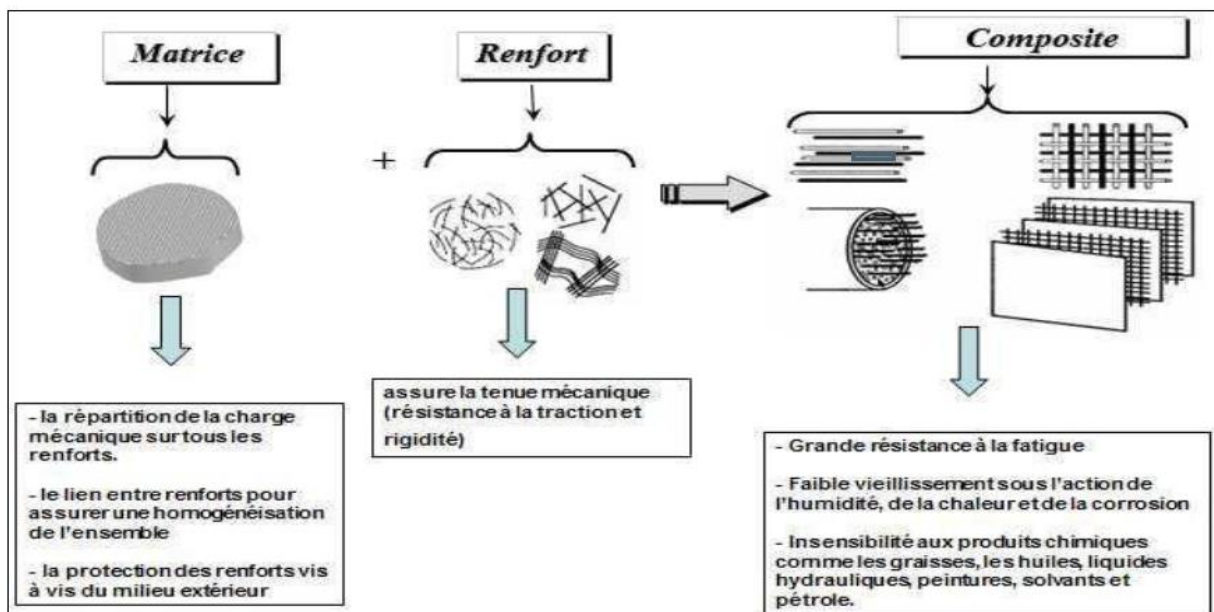 Matrice
+
Renfort
Composite
- la répartition de la charge
mécanique sur tous les
renforts.
- le lien entre renforts pour
assurer une homogénéisation
de l'ensemble
- la protection des renforts vis
à vis du milieu extérieur
assure la tenue mécanique
(résistance à la traction et
rigidité)
- Grande résistance à la fatigue
- Faible vieillissement sous l'action de
l'humidité, de la chaleur et de la corrosion
- Insensibilité aux produits chimiques
comme les graisses, les huiles, liquides
hydrauliques, peintures, solvants et
pétrole.